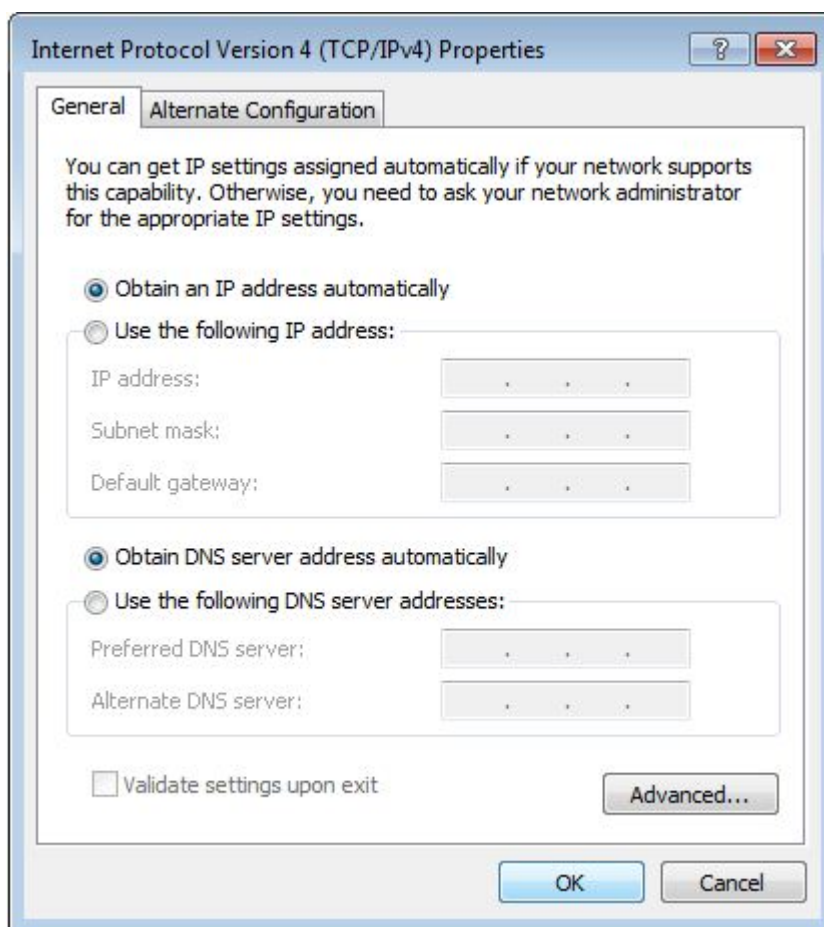 Internet Protocol Version 4 (TCP/IPv4) Properties
General
Alternate Configuration
You can get IP settings assigned automatically if your network supports
this capability. Otherwise, you need to ask your network administrator
for the appropriate IP settings.
Obtain an IP address automatically
Use the following IP address:
IP address:
Subnet mask:
Default gateway:
Obtain DNS server address automatically
Use the following DNS server addresses:
Preferred DNS server:
Alternate DNS server:
Validate settings upon exit
Advanced...
OK
Cancel